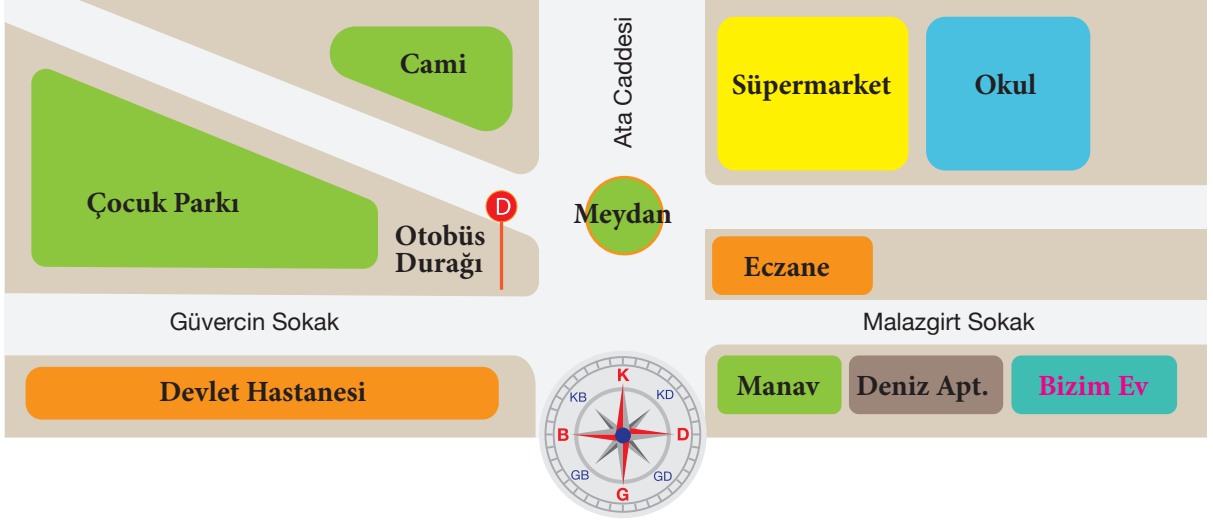 Cami
Ata Caddesi
Süpermarket
Okul
Çocuk Parkı
D
Otobüs
Durağı
Meydan
Eczane
Güvercin Sokak
Malazgirt Sokak
Devlet Hastanesi
Manav
Deniz Apt.
Bizim Ev
K
KB
KD
B
D
GB
GD
G